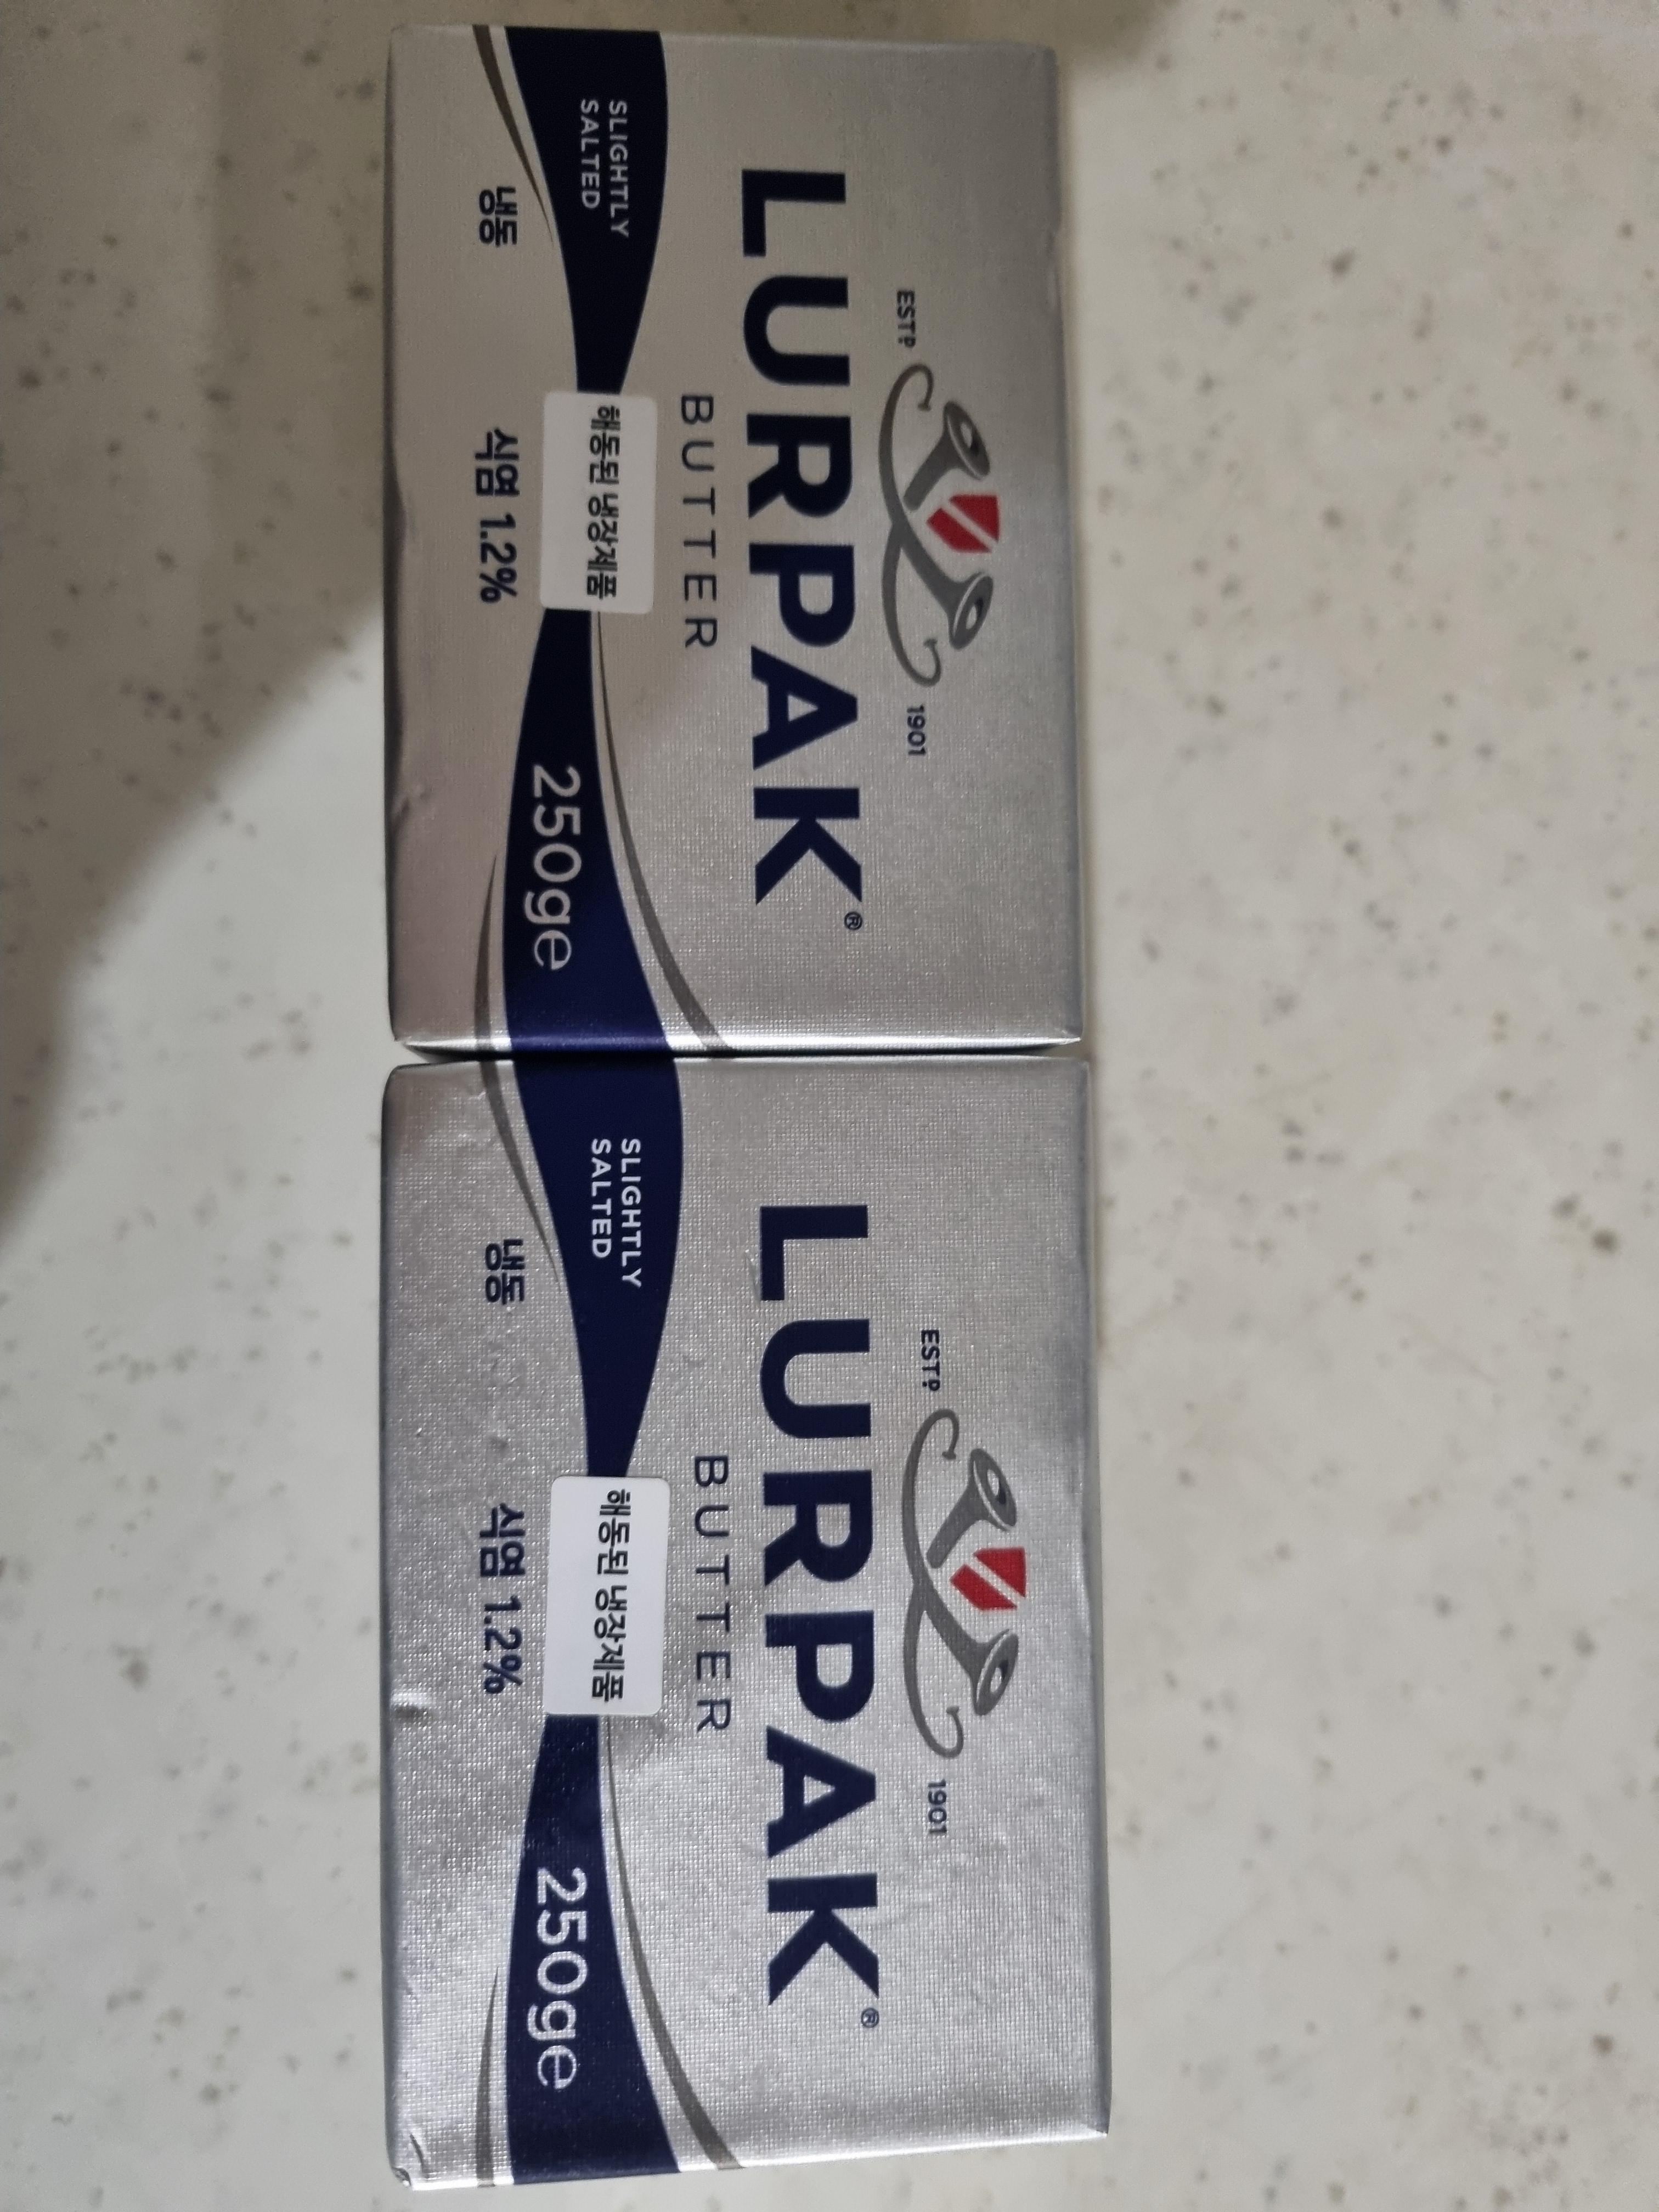 ESTD 1901
LURPAK®
BUTTER
SLIGHTLY
SALTED
해동된 냉장제품
250ge
냉동
식염 1.2%
ESTD 1901
LURPAK®
BUTTER
SLIGHTLY
SALTED
해동된 냉장제품
250ge
냉동
식염 1.2%